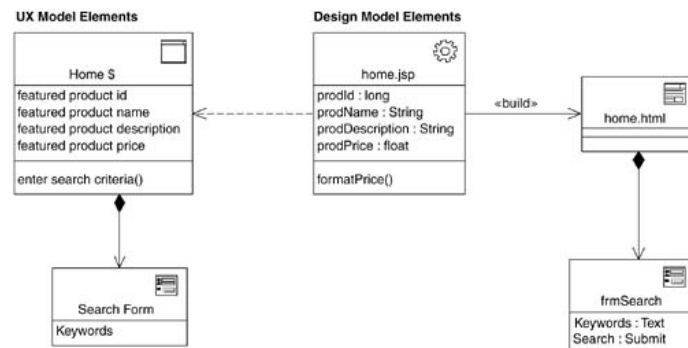 UX Model Elements
Design Model Elements
Home $
featured product id
featured product name
featured product description
featured product price
enter search criteria()
home.jsp
prodId : long
prodName : String
prodDescription : String
prodPrice : float
formatPrice()
«build»
home.html
Search Form
Keywords
frmSearch
Keywords : Text
Search : Submit